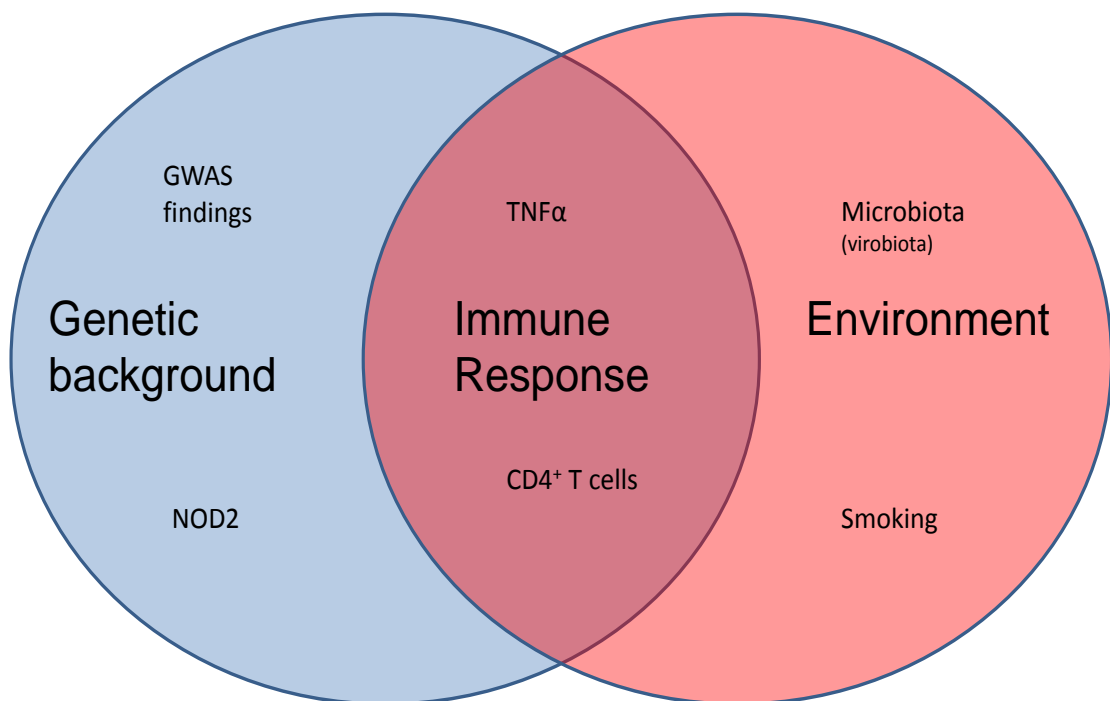 GWAS
findings
Genetic
background
NOD2
TNFα
Immune
Response
CD4⁺ T cells
Microbiota
(virobiota)
Environment
Smoking